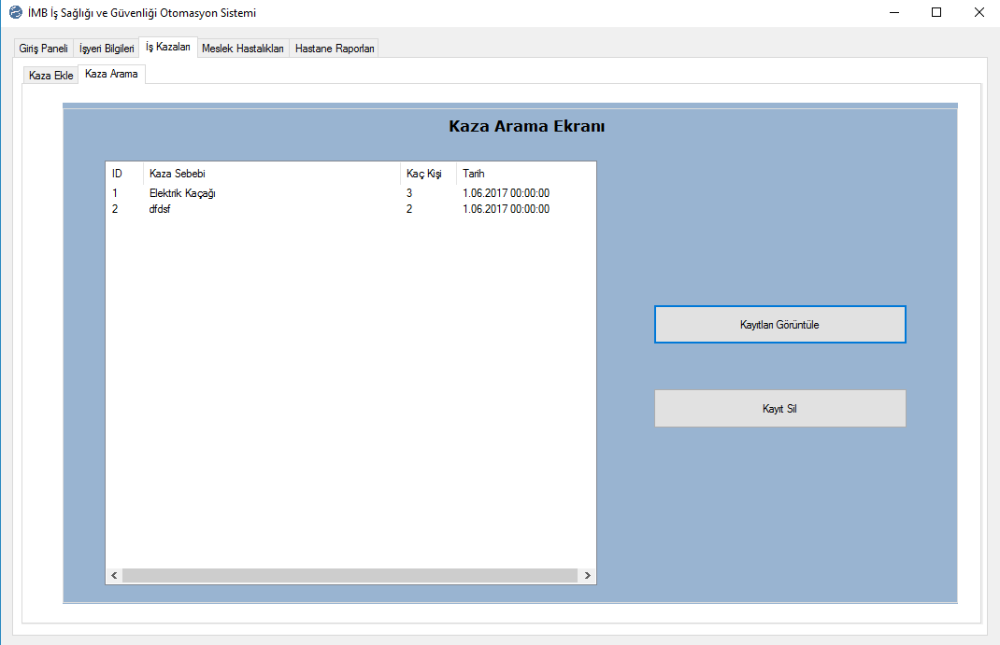 İMB İş Sağlığı ve Güvenliği Otomasyon Sistemi
Giriş Paneli İşyeri Bilgileri İş Kazaları Meslek Hastalıkları Hastane Raporları
Kaza Ekle Kaza Arama
Kaza Arama Ekranı
ID Kaza Sebebi Kaç Kişi Tarih
1 Elektrik Kaçağı 3 1.06.2017 00:00:00
2 dfdsf 2 1.06.2017 00:00:00
Kayıtları Görüntüle
Kayıt Sil